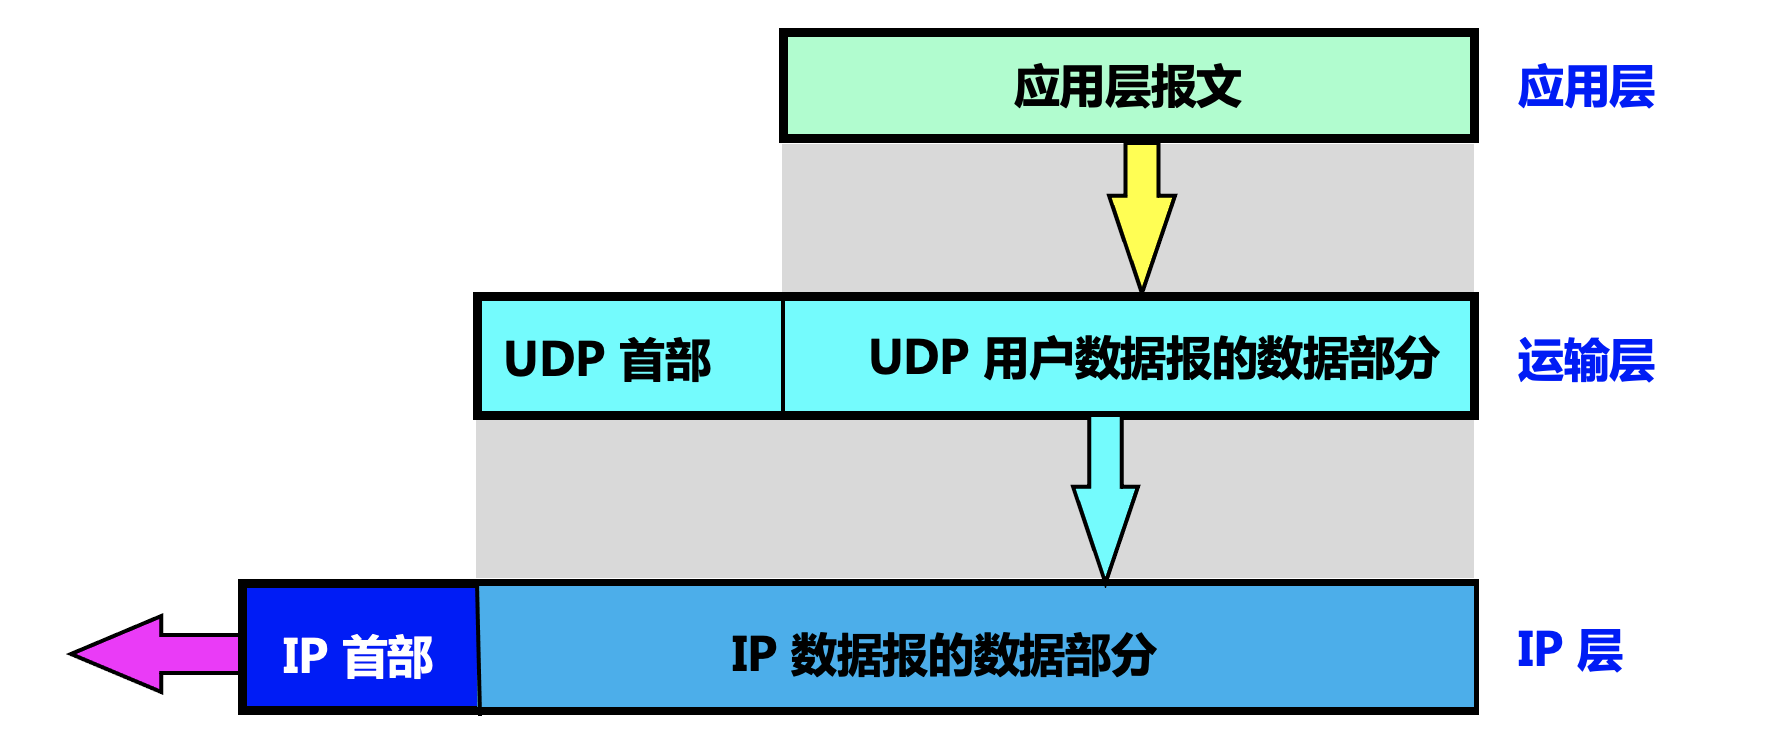 应用层报文
应用层
UDP 首部
UDP 用户数据报的数据部分
运输层
IP 首部
IP 数据报的数据部分
IP 层